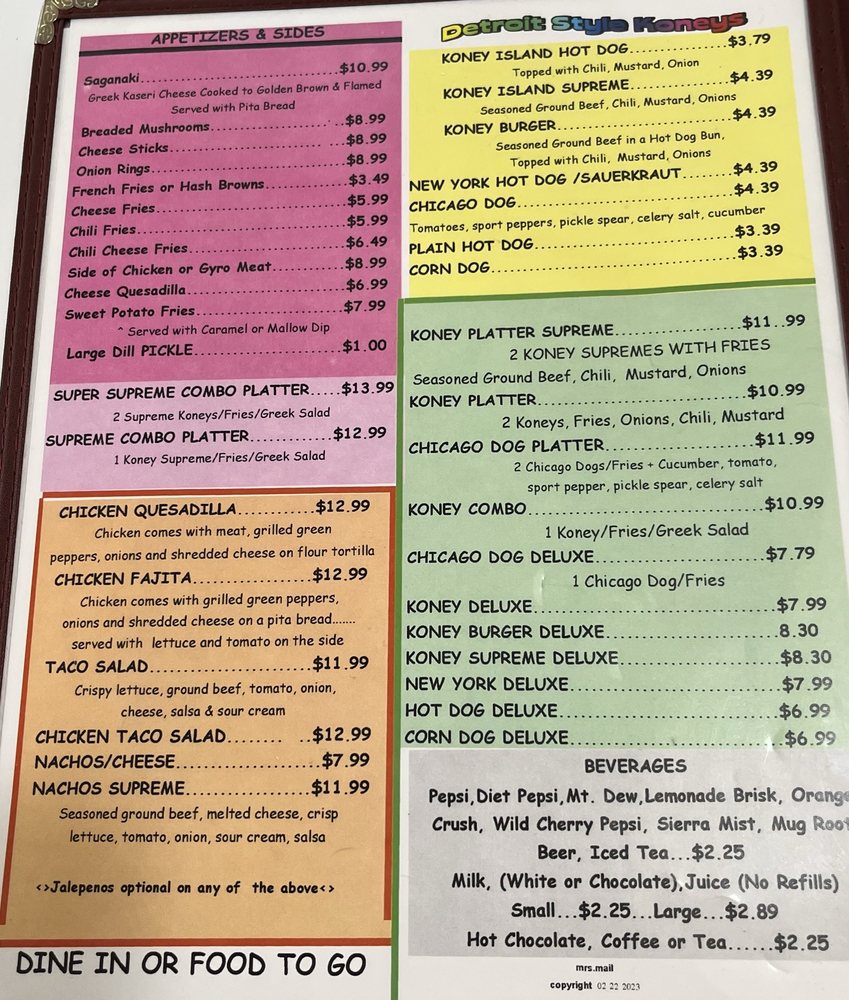 APPETIZERS & SIDES
Saganaki..............................$10.99
Greek Kaseri Cheese Cooked to Golden Brown & Flamed
Served with Pita Bread
Breaded Mushrooms....................$8.99
Cheese Sticks..........................$8.99
Onion Rings............................$8.99
French Fries or Hash Browns.............$3.49
Cheese Fries...........................$5.99
Chili Fries.............................$5.99
Chili Cheese Fries......................$6.49
Side of Chicken or Gyro Meat............$8.99
Cheese Quesadilla.......................$6.99
Sweet Potato Fries......................$7.99
^ Served with Caramel or Mallow Dip
Large Dill PICKLE......................$1.00
SUPER SUPREME COMBO PLATTER.....$13.99
2 Supreme Koneys/Fries/Greek Salad
SUPREME COMBO PLATTER............$12.99
1 Koney Supreme/Fries/Greek Salad
CHICKEN QUESADILLA...........$12.99
Chicken comes with meat, grilled green
peppers, onions and shredded cheese on flour tortilla
CHICKEN FAJITA.................$12.99
Chicken comes with grilled green peppers,
onions and shredded cheese on a pita bread.......
served with lettuce and tomato on the side
TACO SALAD.......................$11.99
Crispy lettuce, ground beef, tomato, onion,
cheese, salsa & sour cream
CHICKEN TACO SALAD....... ..$12.99
NACHOS/CHEESE....................$7.99
NACHOS SUPREME..................$11.99
Seasoned ground beef, melted cheese, crisp
lettuce, tomato, onion, sour cream, salsa
<>Jalepenos optional on any of the above<>
DINE IN OR FOOD TO GO
Detroit Style Koneys
KONEY ISLAND HOT DOG..............$3.79
Topped with Chili, Mustard, Onion
KONEY ISLAND SUPREME..............$4.39
Seasoned Ground Beef, Chili, Mustard, Onions
KONEY BURGER.........................$4.39
Seasoned Ground Beef in a Hot Dog Bun,
Topped with Chili, Mustard, Onions
NEW YORK HOT DOG /SAUERKRAUT.......$4.39
CHICAGO DOG...............................$4.39
Tomatoes, sport peppers, pickle spear, celery salt, cucumber
PLAIN HOT DOG............................$3.39
CORN DOG..................................$3.39
KONEY PLATTER SUPREME................$11..99
2 KONEY SUPREMES WITH FRIES
Seasoned Ground Beef, Chili, Mustard, Onions
KONEY PLATTER...........................$10.99
2 Koneys, Fries, Onions, Chili, Mustard
CHICAGO DOG PLATTER...................$11.99
2 Chicago Dogs/Fries + Cucumber, tomato,
sport pepper, pickle spear, celery salt
KONEY COMBO..............................$10.99
1 Koney/Fries/Greek Salad
CHICAGO DOG DELUXE.....................$7.79
1 Chicago Dog/Fries
KONEY DELUXE..............................$7.99
KONEY BURGER DELUXE.....................8.30
KONEY SUPREME DELUXE...................$8.30
NEW YORK DELUXE.........................$7.99
HOT DOG DELUXE..........................$6.99
CORN DOG DELUXE.........................$6.99
BEVERAGES
Pepsi,Diet Pepsi,Mt. Dew,Lemonade Brisk, Orange
Crush, Wild Cherry Pepsi, Sierra Mist, Mug Root
Beer, Iced Tea...$2.25
Milk, (White or Chocolate),Juice (No Refills)
Small...$2.25...Large...$2.89
Hot Chocolate, Coffee or Tea......$2.25
mrs.mail
copyright 02 22 2023